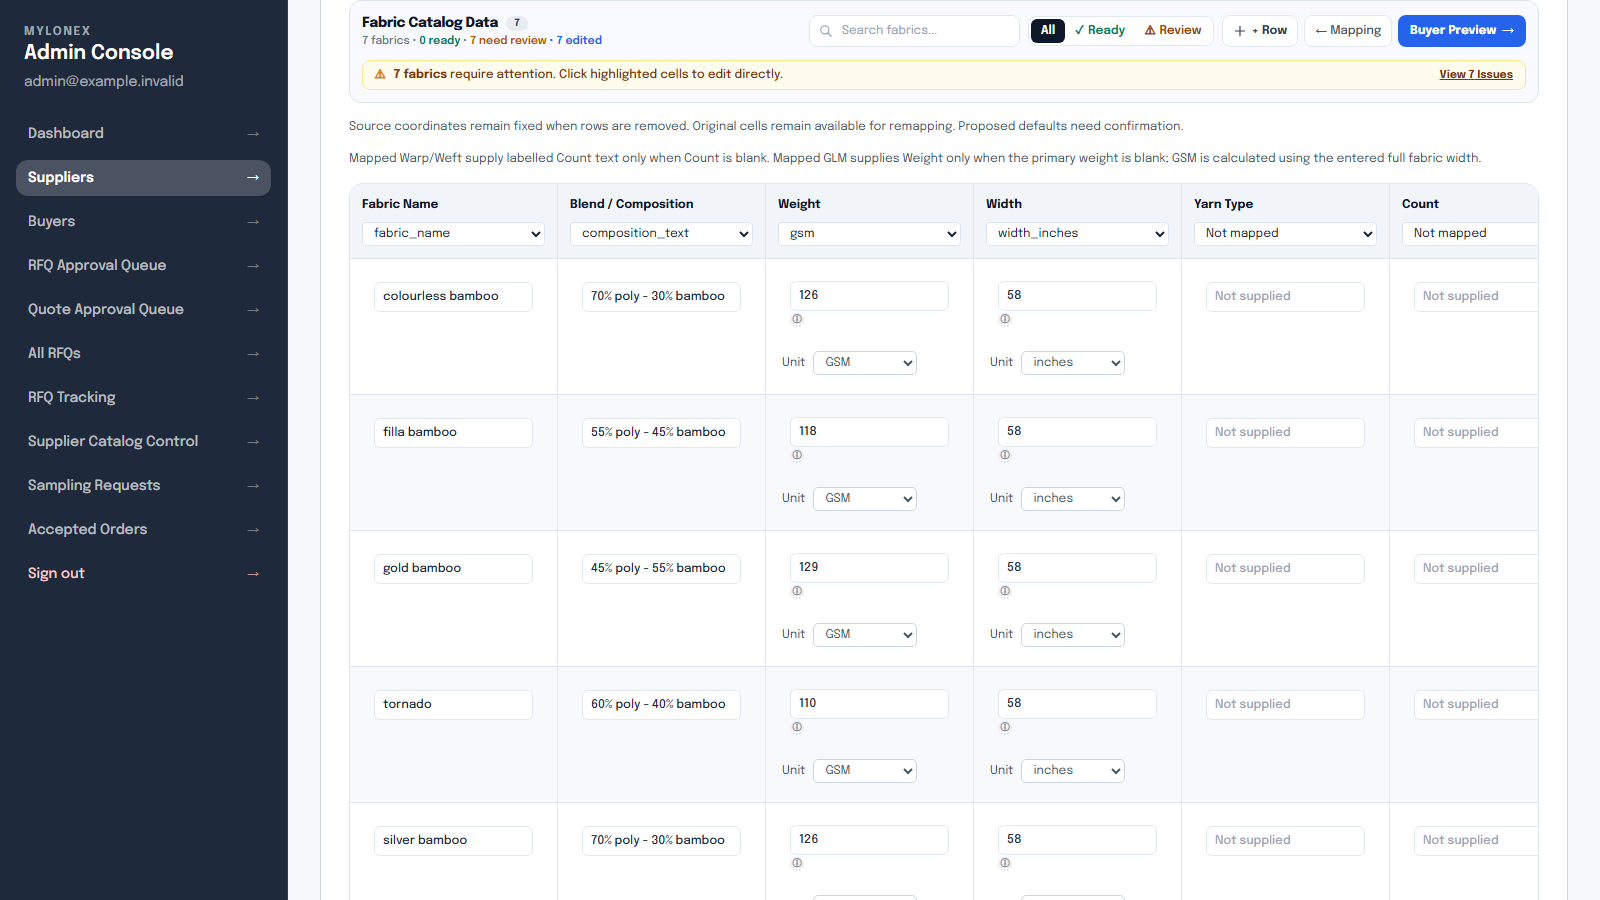 MYLONEX
Admin Console
admin@example.invalid
Dashboard →
Suppliers →
Buyers →
RFQ Approval Queue →
Quote Approval Queue →
All RFQs →
RFQ Tracking →
Supplier Catalog Control →
Sampling Requests →
Accepted Orders →
Sign out →
Fabric Catalog Data 7
7 fabrics · 0 ready · 7 need review · 7 edited
Search fabrics...
All ✓ Ready ⚠ Review
+ + Row
← Mapping
Buyer Preview →
⚠ 7 fabrics require attention. Click highlighted cells to edit directly.
View 7 Issues
Source coordinates remain fixed when rows are removed. Original cells remain available for remapping. Proposed defaults need confirmation.
Mapped Warp/Weft supply labelled Count text only when Count is blank. Mapped GLM supplies Weight only when the primary weight is blank; GSM is calculated using the entered full fabric width.
Fabric Name Blend / Composition Weight Width Yarn Type Count
fabric_name composition_text gsm width_inches Not mapped Not mapped
colourless bamboo 70% poly - 30% bamboo 126 58 Not supplied Not supplied
ⓘ ⓘ
Unit GSM Unit inches
filla bamboo 55% poly - 45% bamboo 118 58 Not supplied Not supplied
ⓘ ⓘ
Unit GSM Unit inches
gold bamboo 45% poly - 55% bamboo 129 58 Not supplied Not supplied
ⓘ ⓘ
Unit GSM Unit inches
tornado 60% poly - 40% bamboo 110 58 Not supplied Not supplied
ⓘ ⓘ
Unit GSM Unit inches
silver bamboo 70% poly - 30% bamboo 126 58 Not supplied Not supplied
ⓘ ⓘ